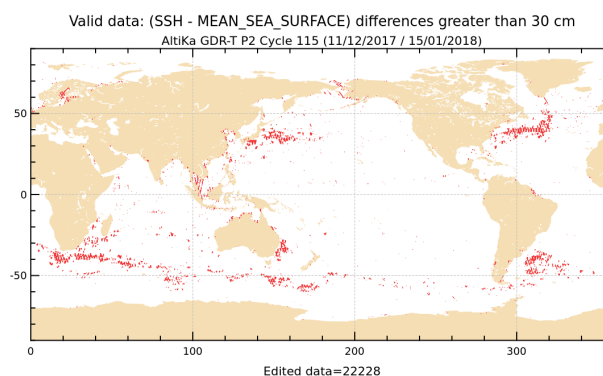 Valid data: (SSH - MEAN_SEA_SURFACE) differences greater than 30 cm
AltiKa GDR-T P2 Cycle 115 (11/12/2017 / 15/01/2018)
50
0
-50
0 100 200 300
Edited data=22228